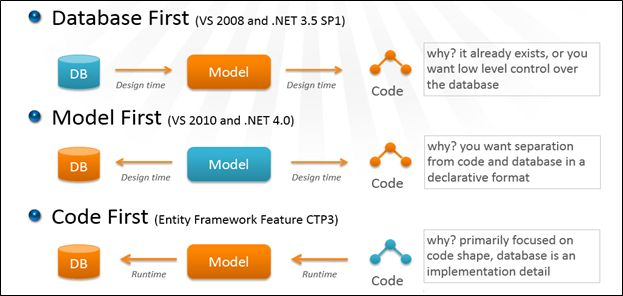 Database First (VS 2008 and .NET 3.5 SP1)
DB
Design time
Model
Design time
Code
why? it already exists, or you
want low level control over
the database
Model First (VS 2010 and .NET 4.0)
DB
Design time
Model
Design time
Code
why? you want separation
from code and database in a
declarative format
Code First (Entity Framework Feature CTP3)
DB
Runtime
Model
Runtime
Code
why? primarily focused on
code shape, database is an
implementation detail